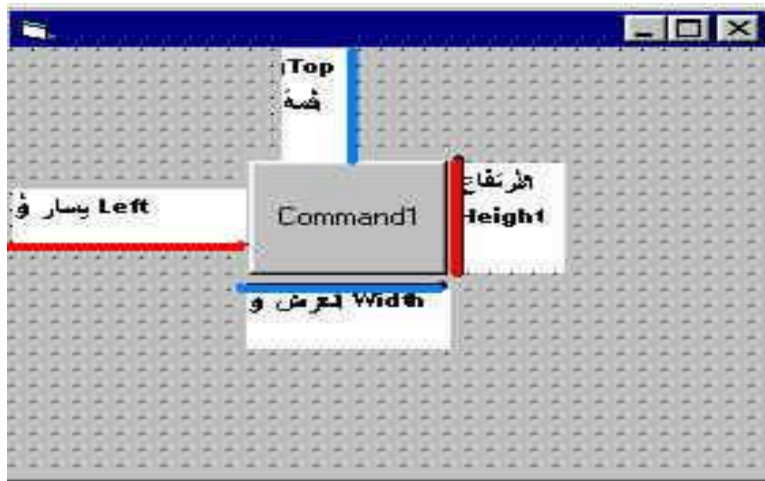 Top
قمة
الارتفاع
يسار Left
Command1
Height
العرض Width